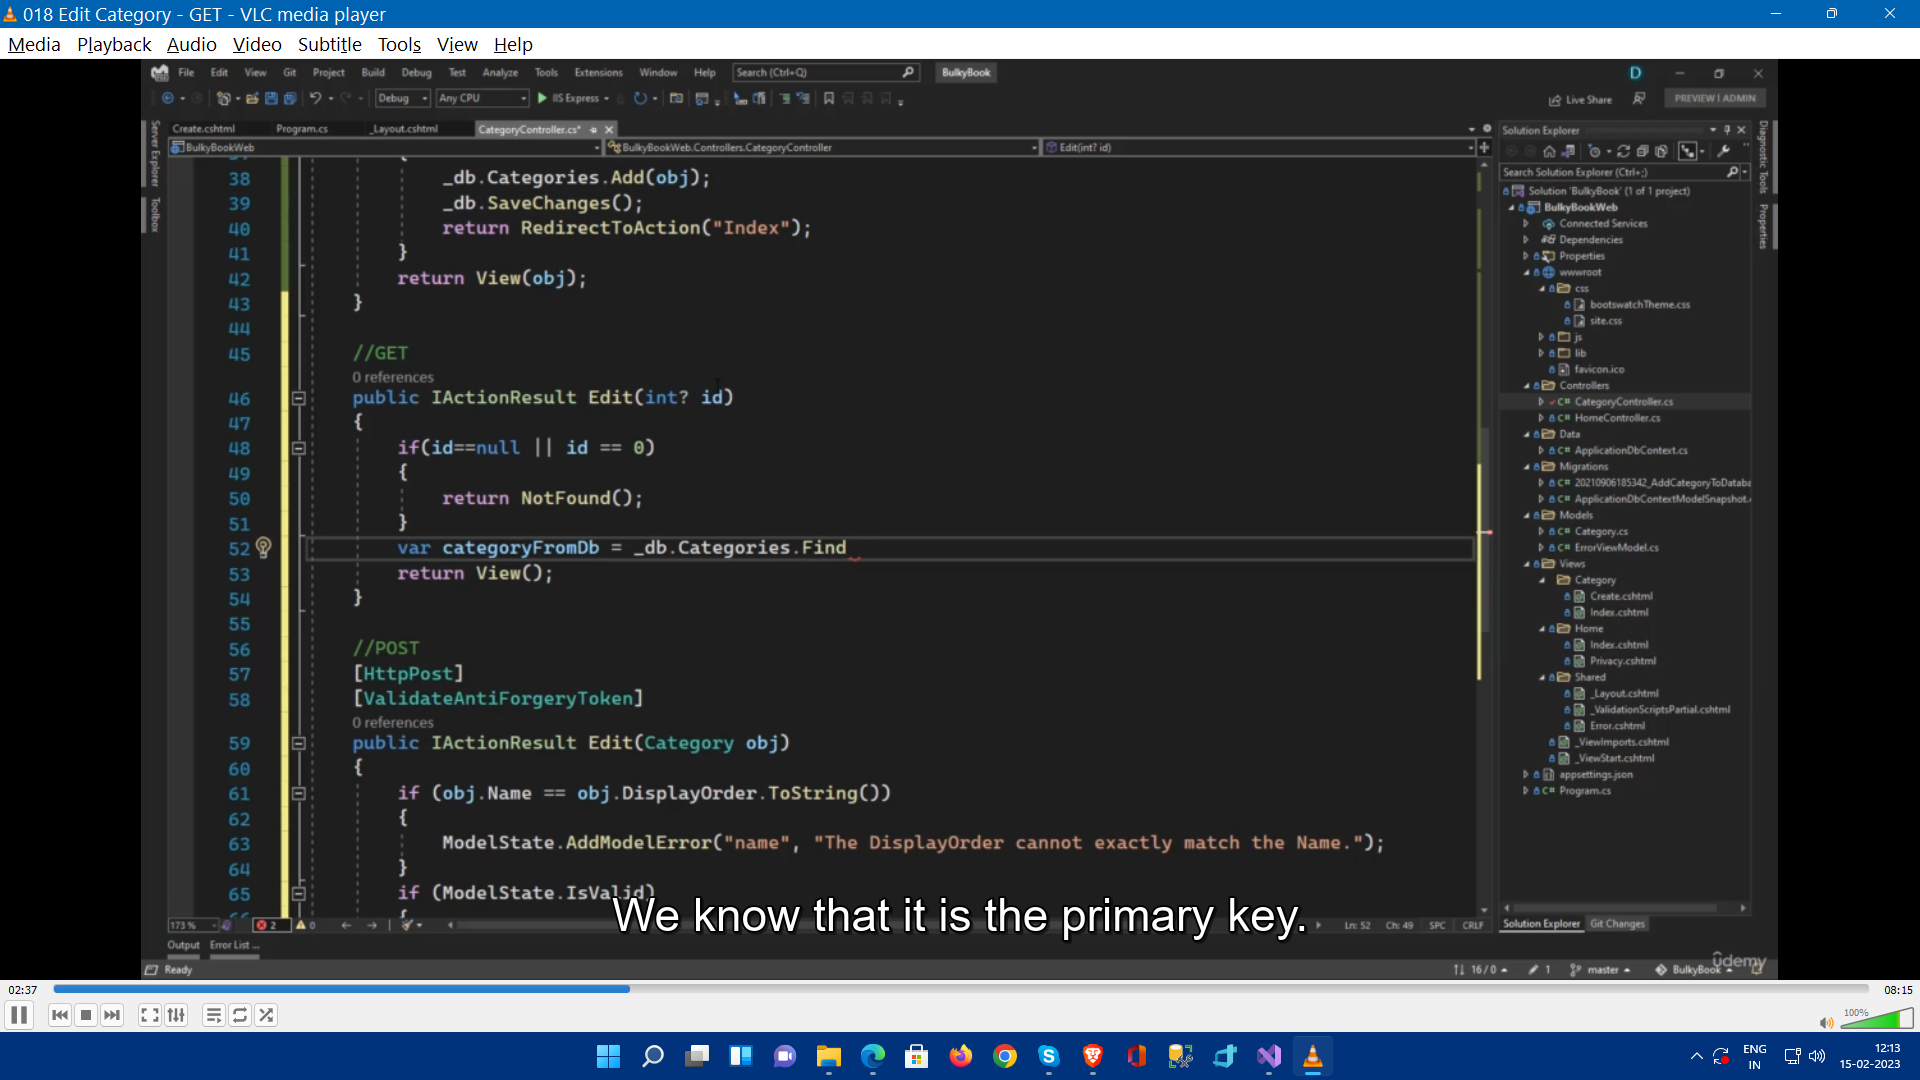 018 Edit Category - GET - VLC media player
Media Playback Audio Video Subtitle Tools View Help
File Edit View Git Project Build Debug Test Analyze Tools Extensions Window Help Search (Ctrl+Q) BulkyBook
D
Debug Any CPU IIS Express Live Share PREVIEW | ADMIN
Server Explorer
Toolbox
Create.cshtml Program.cs _Layout.cshtml CategoryController.cs*
BulkyBookWeb BulkyBookWeb.Controllers.CategoryController Edit(int? id)
38 _db.Categories.Add(obj);
39 _db.SaveChanges();
40 return RedirectToAction("Index");
41 }
42 return View(obj);
43 }
44
45 //GET
0 references
46 public IActionResult Edit(int? id)
47 {
48 if(id==null || id == 0)
49 {
50 return NotFound();
51 }
52 var categoryFromDb = _db.Categories.Find
53 return View();
54 }
55
56 //POST
57 [HttpPost]
58 [ValidateAntiForgeryToken]
0 references
59 public IActionResult Edit(Category obj)
60 {
61 if (obj.Name == obj.DisplayOrder.ToString())
62 {
63 ModelState.AddModelError("name", "The DisplayOrder cannot exactly match the Name.");
64 }
65 if (ModelState.IsValid)
{
We know that it is the primary key.
173 % 2 0 Ln: 52 Ch: 49 SPC CRLF
Output Error List ...
Ready 16 / 0 1 master BulkyBook
Solution Explorer
Search Solution Explorer (Ctrl+;)
Solution 'BulkyBook' (1 of 1 project)
BulkyBookWeb
Connected Services
Dependencies
Properties
wwwroot
css
bootswatchTheme.css
site.css
js
lib
favicon.ico
Controllers
C# CategoryController.cs
C# HomeController.cs
Data
C# ApplicationDbContext.cs
Migrations
C# 20210906185342_AddCategoryToDataba
C# ApplicationDbContextModelSnapshot.
Models
C# Category.cs
C# ErrorViewModel.cs
Views
Category
Create.cshtml
Index.cshtml
Home
Index.cshtml
Privacy.cshtml
Shared
_Layout.cshtml
_ValidationScriptsPartial.cshtml
Error.cshtml
_ViewImports.cshtml
_ViewStart.cshtml
appsettings.json
C# Program.cs
Solution Explorer Git Changes
Diagnostic Tools
Properties
udemy
02:37 08:15
100%
ENG
IN
12:13
15-02-2023